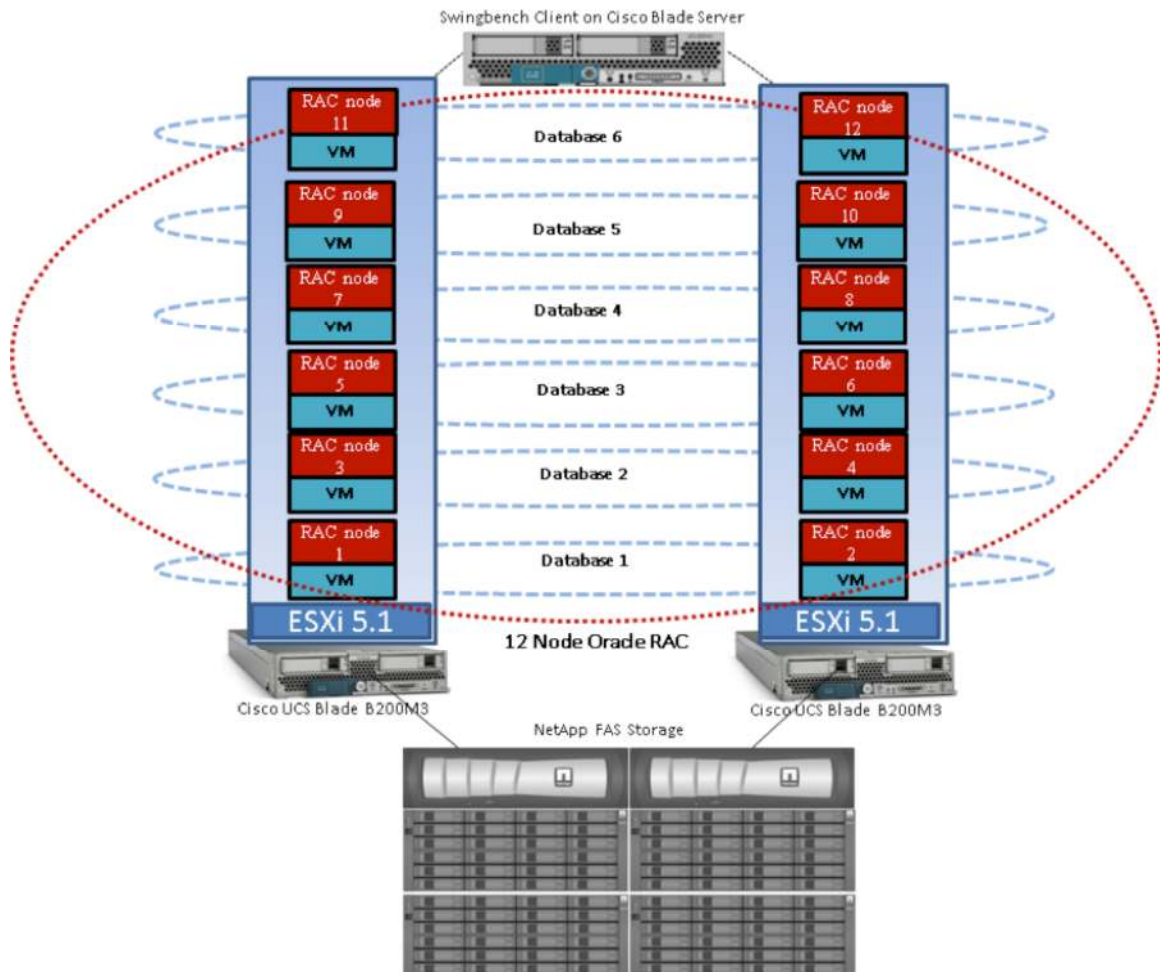 Swingbench Client on Cisco Blade Server
RAC node
11
VM
Database 6
RAC node
12
VM
RAC node
9
VM
Database 5
RAC node
10
VM
RAC node
7
VM
Database 4
RAC node
8
VM
RAC node
5
VM
Database 3
RAC node
6
VM
RAC node
3
VM
Database 2
RAC node
4
VM
RAC node
1
VM
Database 1
RAC node
2
VM
ESXi 5.1
ESXi 5.1
12 Node Oracle RAC
Cisco UCS Blade B200M3
Cisco UCS Blade B200M3
NetApp FAS Storage